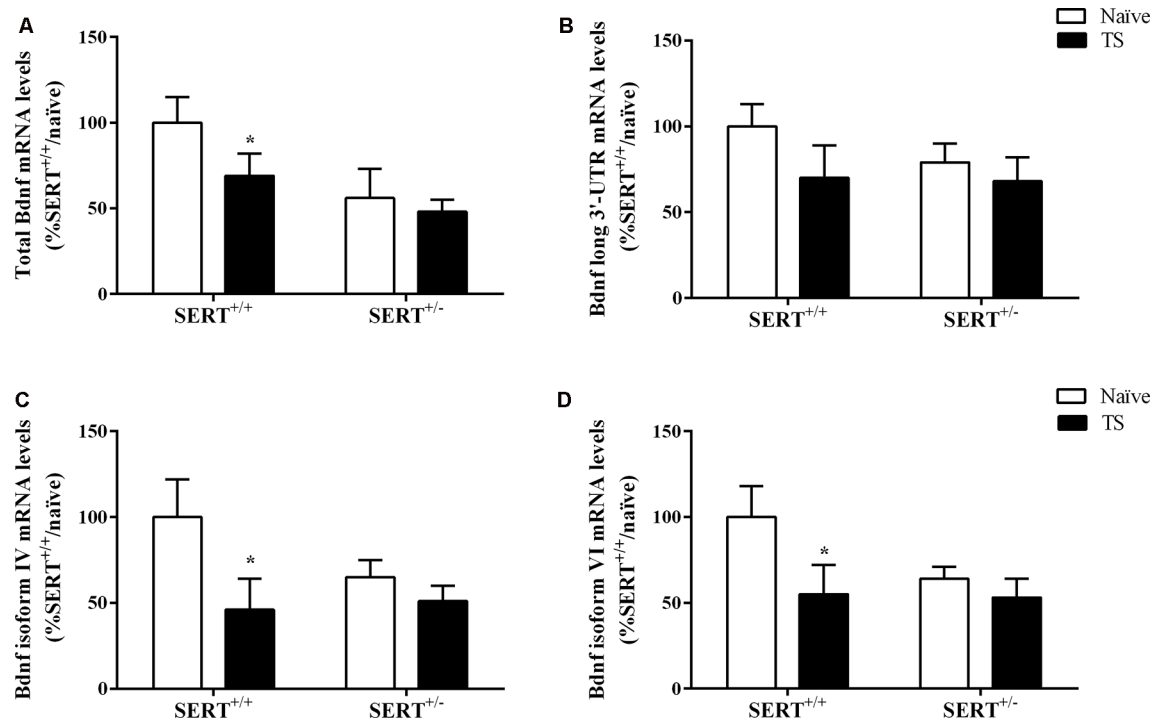 A
Total Bdnf mRNA levels
(%SERT+/+/naïve)
150
100
50
0
*
SERT+/+
SERT+/-
B
Bdnf long 3'-UTR mRNA levels
(%SERT+/+/naïve)
150
100
50
0
SERT+/+
SERT+/-
Naïve
TS
C
Bdnf isoform IV mRNA levels
(%SERT+/+/naïve)
150
100
50
0
*
SERT+/+
SERT+/-
D
Bdnf isoform VI mRNA levels
(%SERT+/+/naïve)
150
100
50
0
*
SERT+/+
SERT+/-
Naïve
TS